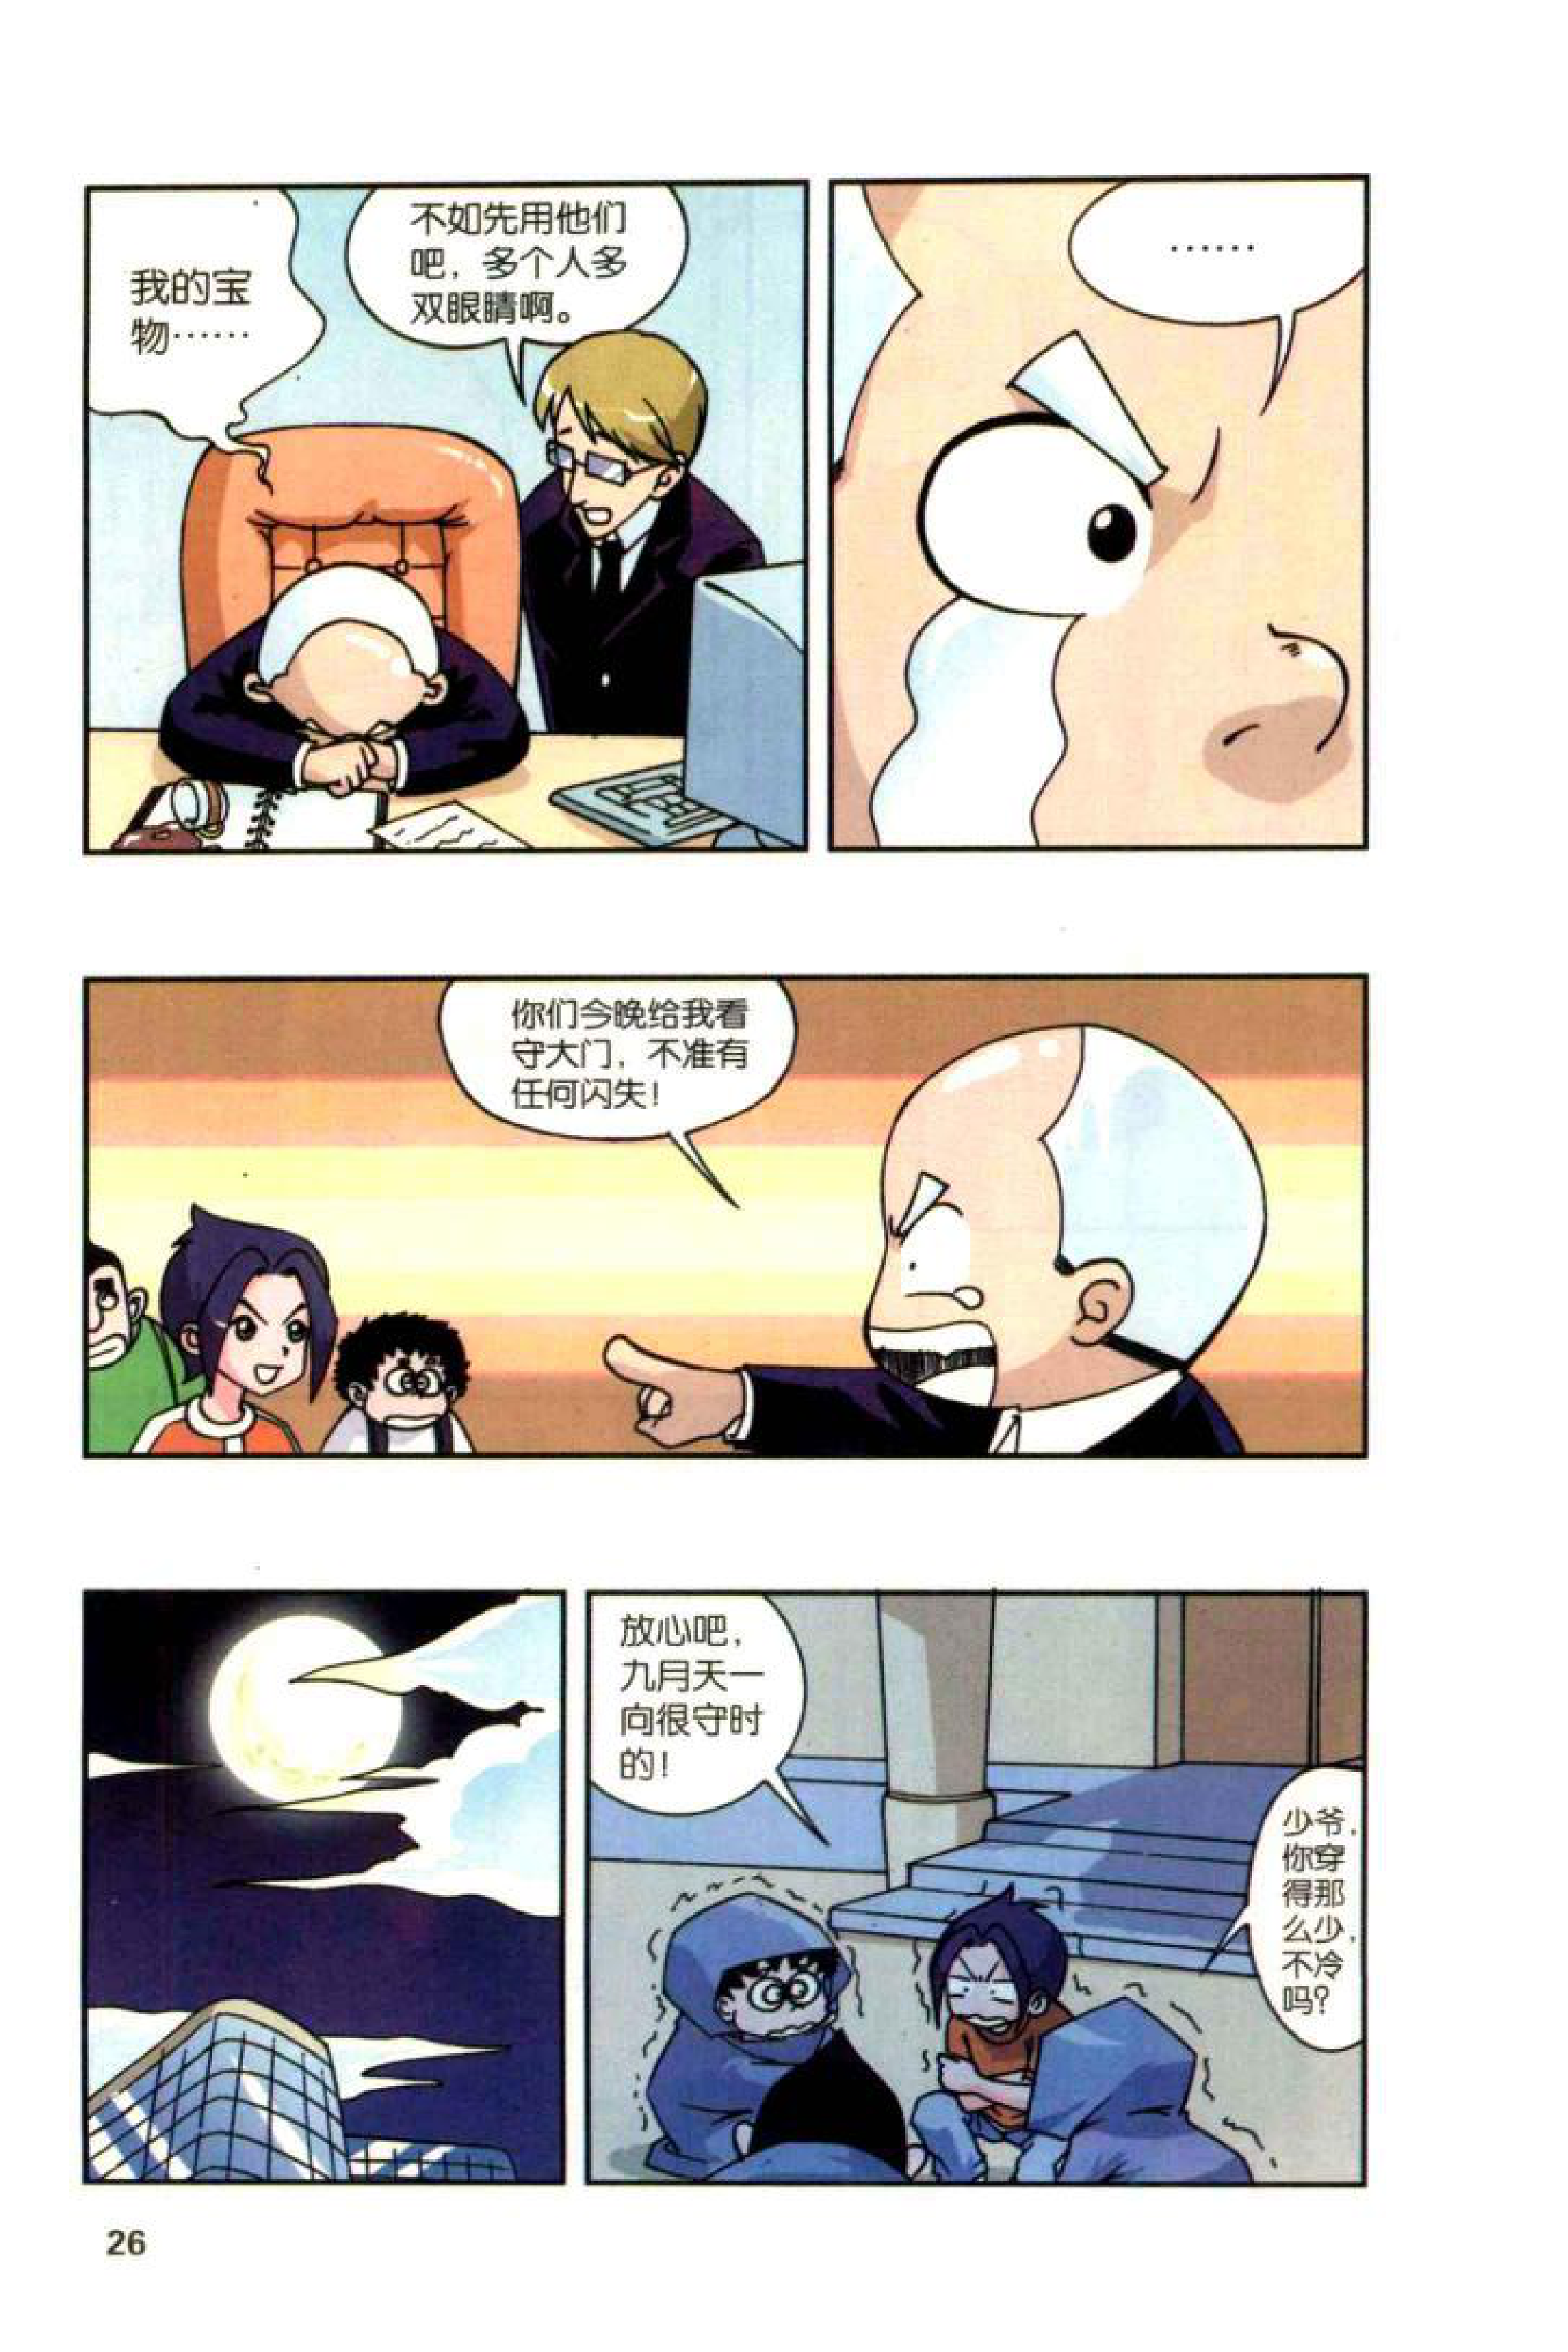 我的宝
物……
不如先用他们
吧，多个人多
双眼睛啊。
……
你们今晚给我看
守大门，不准有
任何闪失！
放心吧，
九月天一
向很守时
的！
少爷，
你穿
得那
么少，
不冷
吗？
26